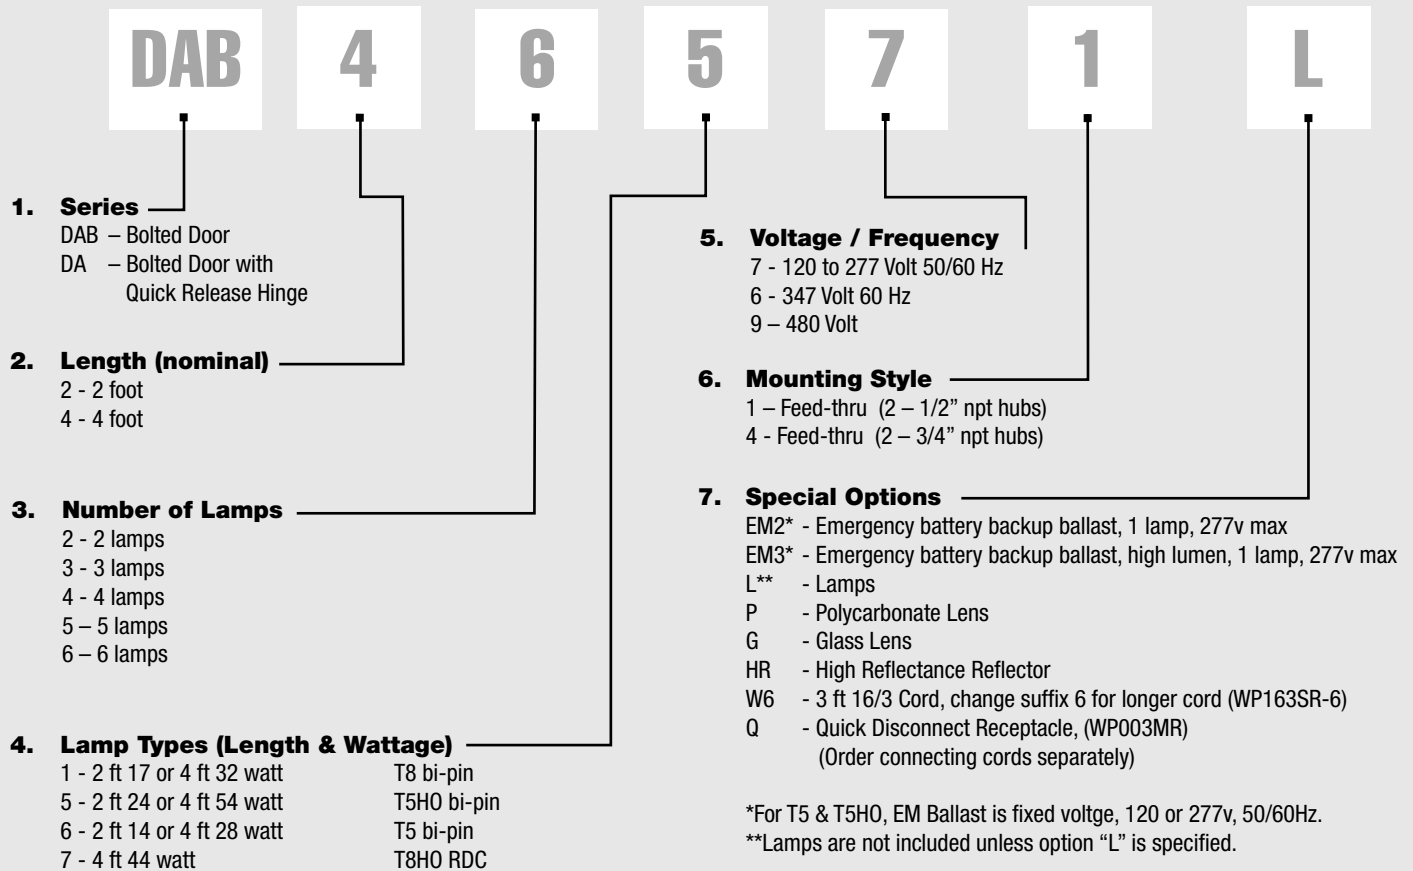 DAB 4 6 5 7 1 L
1. Series
DAB – Bolted Door
DA – Bolted Door with
Quick Release Hinge
2. Length (nominal)
2 - 2 foot
4 - 4 foot
3. Number of Lamps
2 - 2 lamps
3 - 3 lamps
4 - 4 lamps
5 – 5 lamps
6 – 6 lamps
4. Lamp Types (Length & Wattage)
1 - 2 ft 17 or 4 ft 32 watt T8 bi-pin
5 - 2 ft 24 or 4 ft 54 watt T5HO bi-pin
6 - 2 ft 14 or 4 ft 28 watt T5 bi-pin
7 - 4 ft 44 watt T8HO RDC
5. Voltage / Frequency
7 - 120 to 277 Volt 50/60 Hz
6 - 347 Volt 60 Hz
9 – 480 Volt
6. Mounting Style
1 – Feed-thru (2 – 1/2” npt hubs)
4 - Feed-thru (2 – 3/4” npt hubs)
7. Special Options
EM2* - Emergency battery backup ballast, 1 lamp, 277v max
EM3* - Emergency battery backup ballast, high lumen, 1 lamp, 277v max
L** - Lamps
P - Polycarbonate Lens
G - Glass Lens
HR - High Reflectance Reflector
W6 - 3 ft 16/3 Cord, change suffix 6 for longer cord (WP163SR-6)
Q - Quick Disconnect Receptacle, (WP003MR)
(Order connecting cords separately)
*For T5 & T5HO, EM Ballast is fixed voltge, 120 or 277v, 50/60Hz.
**Lamps are not included unless option “L” is specified.